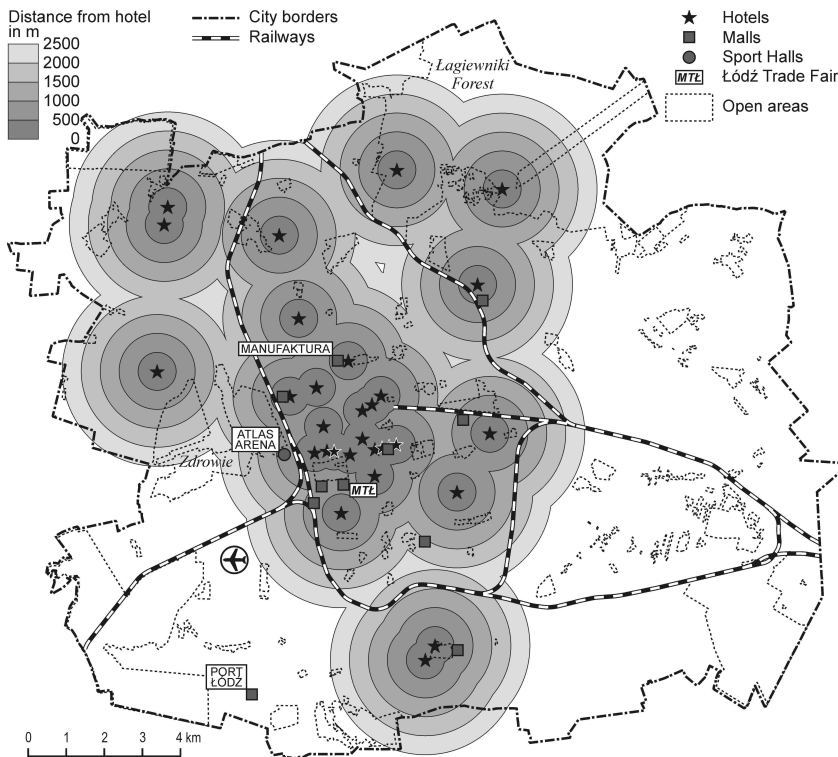 Distance from hotel
in m
2500
2000
1500
1000
500
0
City borders
Railways
Hotels
Malls
Sport Halls
MTŁ Łódź Trade Fair
Open areas
Łagiewniki
Forest
MANUFAKTURA
ATLAS
ARENA
Zdrowie
MTŁ
PORT
ŁÓDŹ
0 1 2 3 4 km